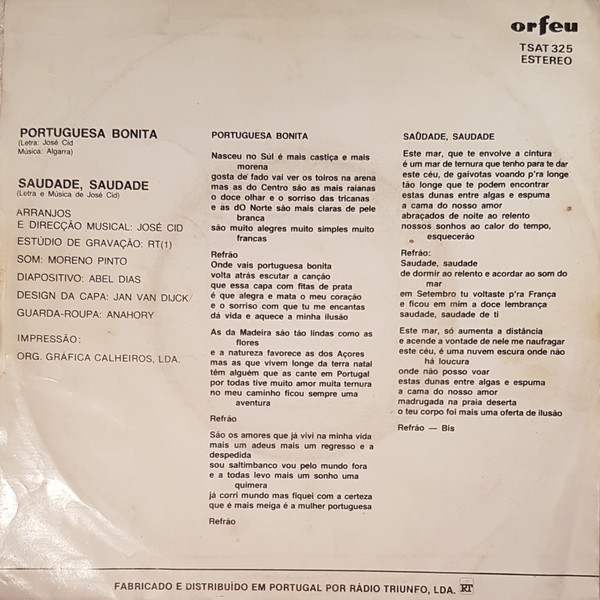 orfeu
TSAT 325
ESTEREO
PORTUGUESA BONITA
(Letra: José Cid
Música: Algarra)
SAUDADE, SAUDADE
(Letra e Música de José Cid)
ARRANJOS
E DIRECÇÃO MUSICAL: JOSÉ CID
ESTÚDIO DE GRAVAÇÃO: RT(1)
SOM: MORENO PINTO
DIAPOSITIVO: ABEL DIAS
DESIGN DA CAPA: JAN VAN DIJCK
GUARDA-ROUPA: ANAHORY
IMPRESSÃO:
ORG. GRÁFICA CALHEIROS, LDA.
PORTUGUESA BONITA
Nasceu no Súl é mais castiça e mais
morena
gosta de fado vai ver os toiros na arena
mas as do Centro são as mais raianas
o doce olhar e o sorriso das tricanas
e as dO Norte são mais claras de pele
branca
são muito alegres muito simples muito
francas
Refrão
Onde vais portuguesa bonita
volta atrás escutar a canção
que essa capa com fitas de prata
é que alegra e mata o meu coração
e o sorriso com que tu me encantas
dá vida e aquece a minha ilusão
As da Madeira são tão lindas como as
flores
e a natureza favorece as dos Açores
mas as que vivem longe da terra natal
têm alguém que as cante em Portugal
por todas tive muito amor muita ternura
no meu caminho ficou sempre uma
aventura
Refrão
São os amores que já vivi na minha vida
mais um adeus mais um regresso e a
despedida
sou saltimbanco vou pelo mundo fora
e a todas levo mais um sonho uma
quimera
já corri mundo mas fiquei com a certeza
que é mais meiga é a mulher portuguesa
Refrão
SAÛDADE, SAUDADE
Este mar, que te envolve a cintura
é um mar de ternura que tenho para te dar
este céu, de gaivotas voando p'ra longe
tão longe que te podem encontrar
estas dunas entre algas e espuma
a cama do nosso amor
abraçados de noite ao relento
nossos sonhos ao calor do tempo,
esquecerão
Refrão:
Saudade, saudade
de dormir ao relento e acordar ao som do
mar
em Setembro tu voltaste p'ra França
e ficou em mim a doce lembrança
saudade, saudade de ti
Este mar, só aumenta a distância
e acende a vontade de nele me naufragar
este céu, é uma nuvem escura onde não
há loucura
onde não posso voar
estas dunas entre algas e espuma
a cama do nosso amor
madrugada na praia deserta
o teu corpo foi mais uma oferta de ilusão
Refrão — Bis
FABRICADO E DISTRIBUÍDO EM PORTUGAL POR RÁDIO TRIUNFO, LDA. RT